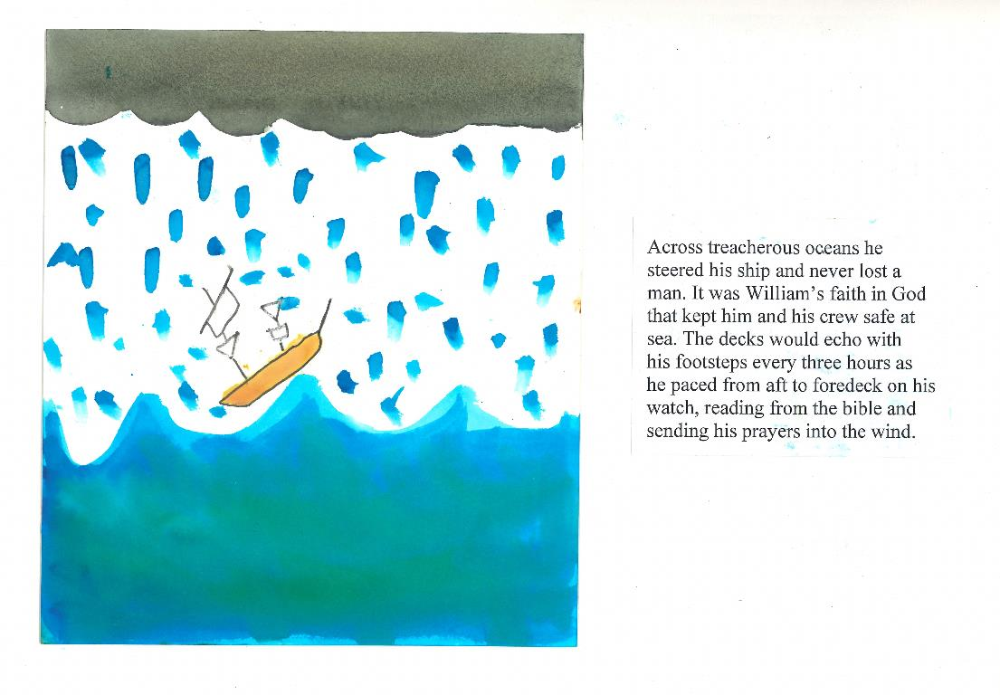 Across treacherous oceans he
steered his ship and never lost a
man. It was William's faith in God
that kept him and his crew safe at
sea. The decks would echo with
his footsteps every three hours as
he paced from aft to foredeck on his
watch, reading from the bible and
sending his prayers into the wind.